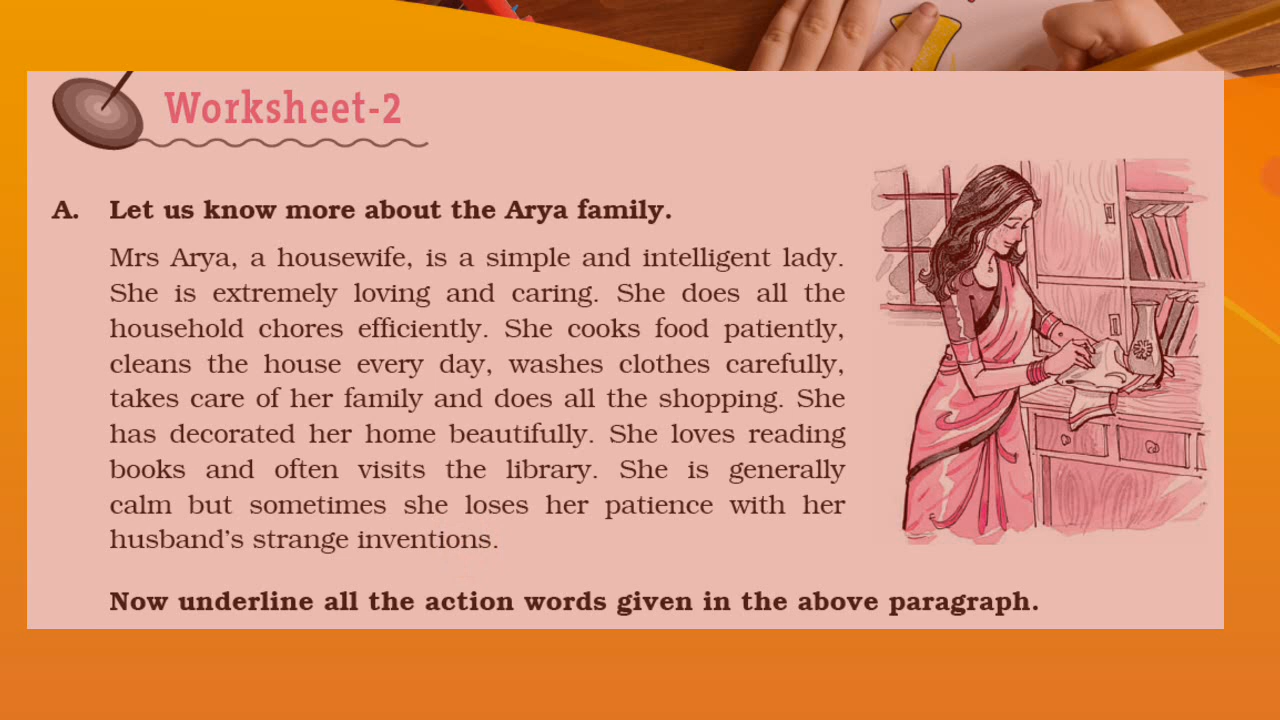 Worksheet-2
A. Let us know more about the Arya family.
Mrs Arya, a housewife, is a simple and intelligent lady.
She is extremely loving and caring. She does all the
household chores efficiently. She cooks food patiently,
cleans the house every day, washes clothes carefully,
takes care of her family and does all the shopping. She
has decorated her home beautifully. She loves reading
books and often visits the library. She is generally
calm but sometimes she loses her patience with her
husband’s strange inventions.
Now underline all the action words given in the above paragraph.